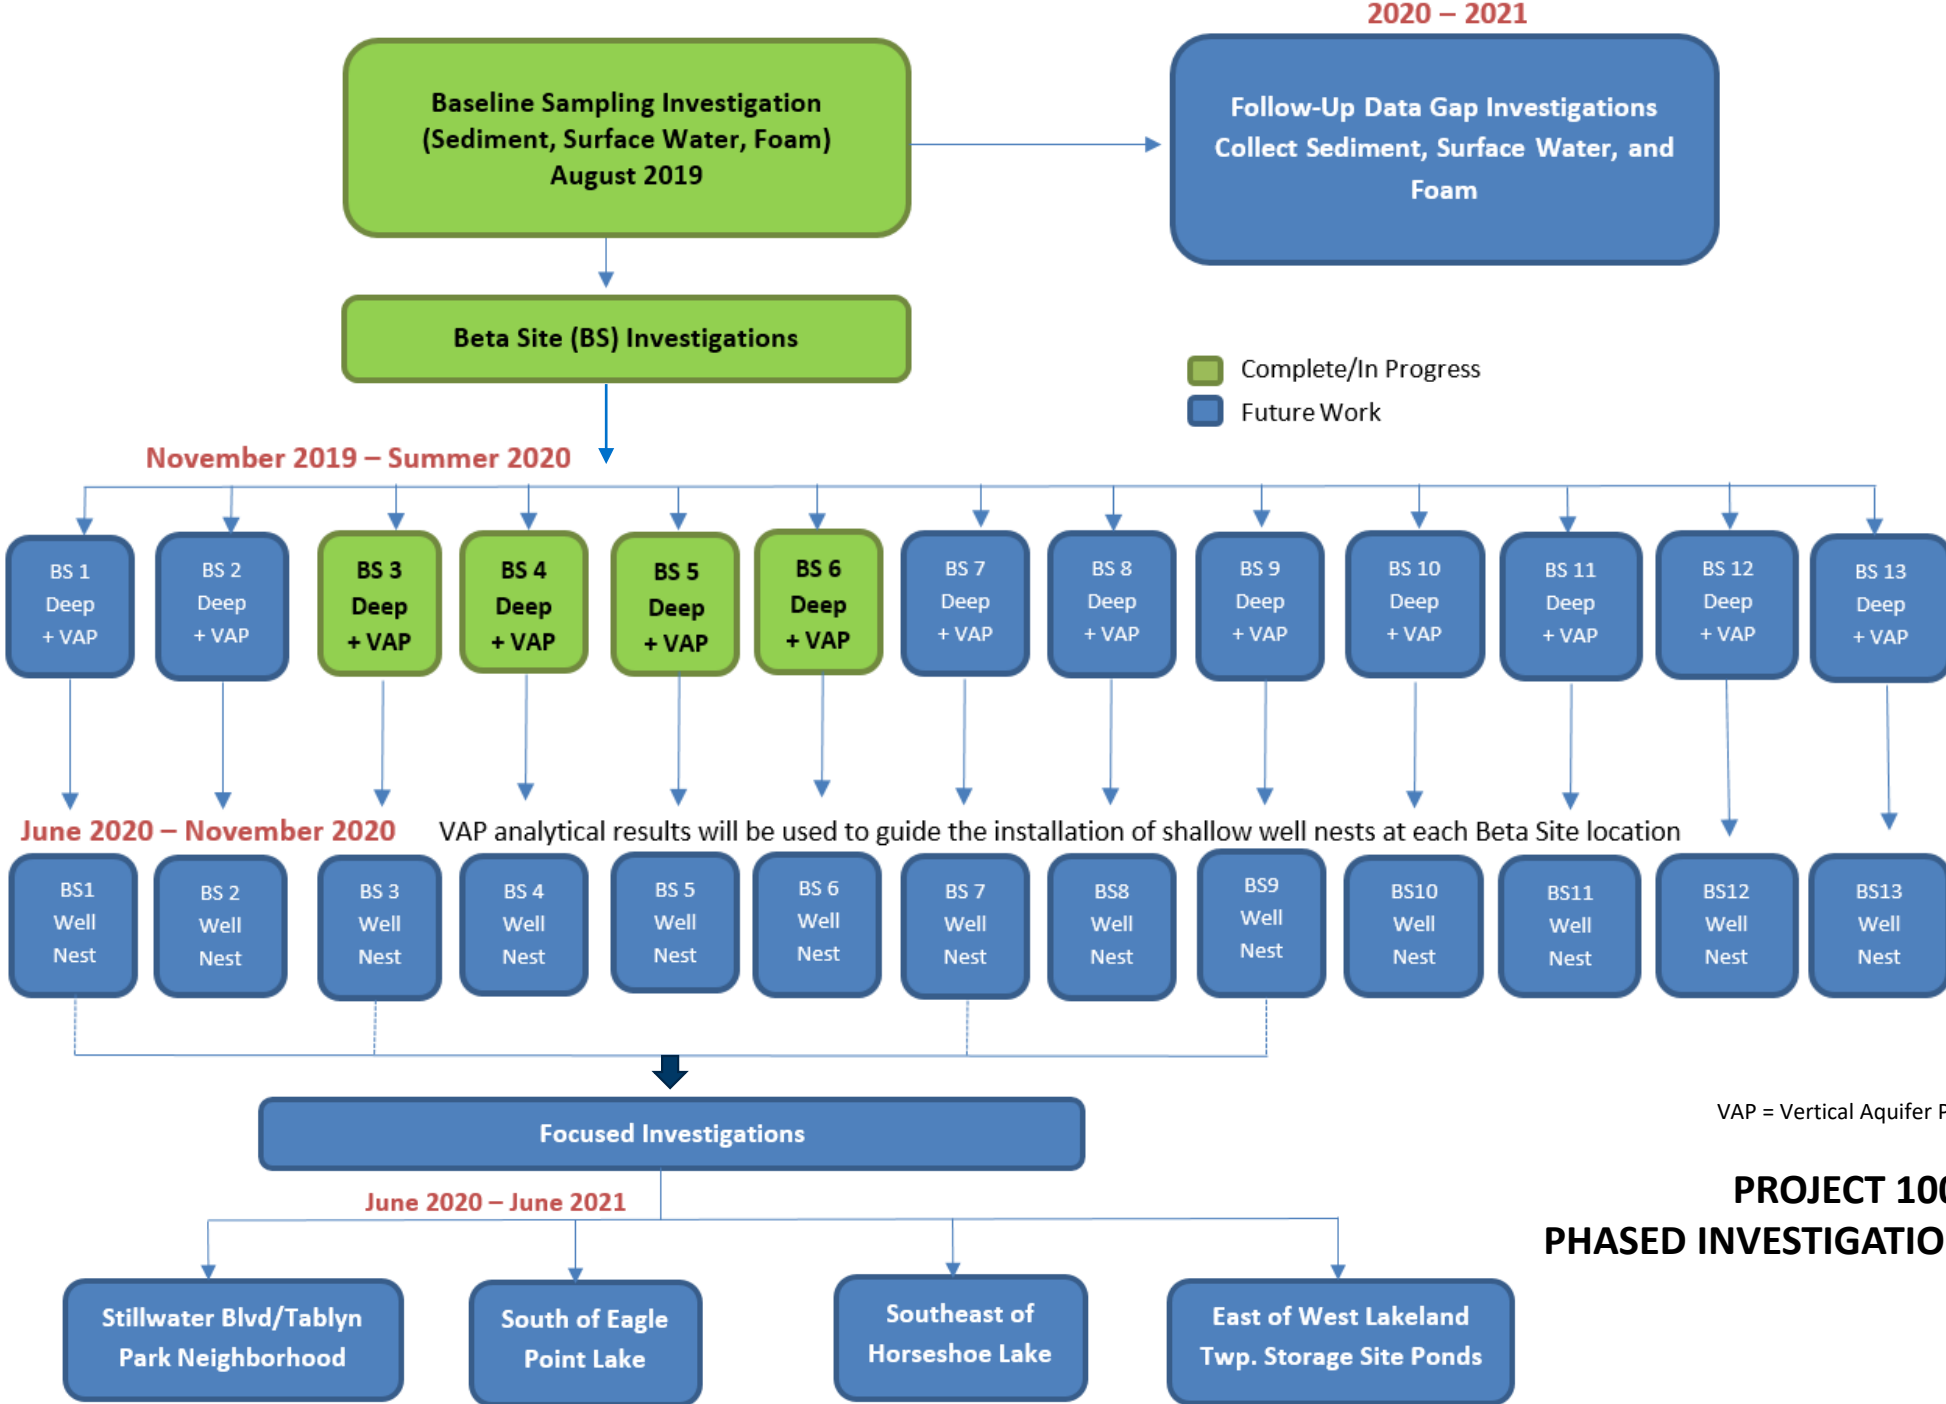 2020 – 2021
Baseline Sampling Investigation
(Sediment, Surface Water, Foam)
August 2019
Follow-Up Data Gap Investigations
Collect Sediment, Surface Water, and
Foam
Beta Site (BS) Investigations
Complete/In Progress
Future Work
November 2019 – Summer 2020
BS 1
Deep
+ VAP
BS 2
Deep
+ VAP
BS 3
Deep
+ VAP
BS 4
Deep
+ VAP
BS 5
Deep
+ VAP
BS 6
Deep
+ VAP
BS 7
Deep
+ VAP
BS 8
Deep
+ VAP
BS 9
Deep
+ VAP
BS 10
Deep
+ VAP
BS 11
Deep
+ VAP
BS 12
Deep
+ VAP
BS 13
Deep
+ VAP
June 2020 – November 2020
VAP analytical results will be used to guide the installation of shallow well nests at each Beta Site location
BS1
Well
Nest
BS 2
Well
Nest
BS 3
Well
Nest
BS 4
Well
Nest
BS 5
Well
Nest
BS 6
Well
Nest
BS 7
Well
Nest
BS8
Well
Nest
BS9
Well
Nest
BS10
Well
Nest
BS11
Well
Nest
BS12
Well
Nest
BS13
Well
Nest
Focused Investigations
VAP = Vertical Aquifer
June 2020 – June 2021
PROJECT
PHASED
Stillwater Blvd/Tablyn
Park Neighborhood
South of Eagle
Point Lake
Southeast of
Horseshoe Lake
East of West Lakeland
Twp. Storage Site Ponds